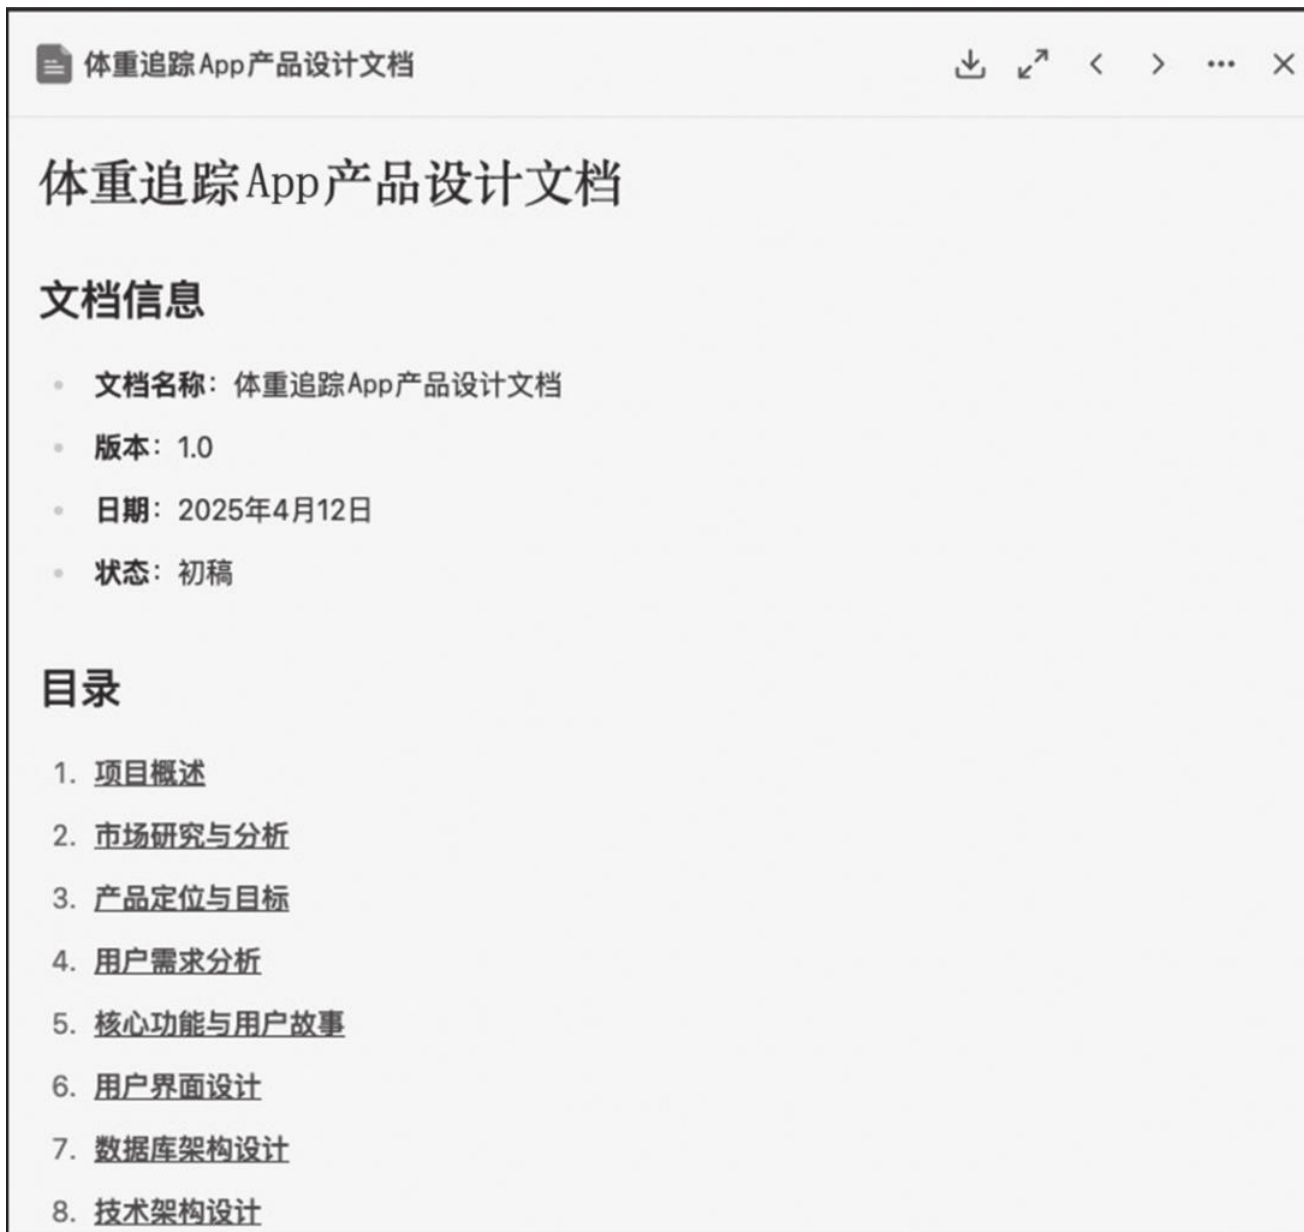 体重追踪App产品设计文档
体重追踪App产品设计文档
文档信息
文档名称：体重追踪App产品设计文档
版本：1.0
日期：2025年4月12日
状态：初稿
目录
1. 项目概述
2. 市场研究与分析
3. 产品定位与目标
4. 用户需求分析
5. 核心功能与用户故事
6. 用户界面设计
7. 数据库架构设计
8. 技术架构设计